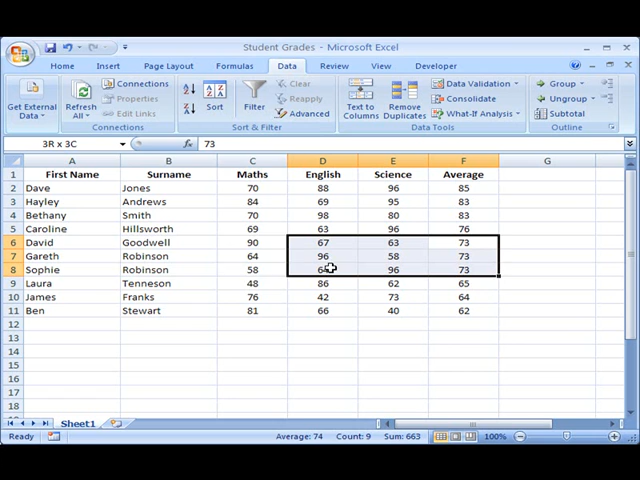 Student Grades - Microsoft Excel
Home Insert Page Layout Formulas Data Review View Developer
Get External Data
Refresh All
Connections
Properties
Edit Links
Connections
Sort
Filter
Clear
Reapply
Advanced
Sort & Filter
Text to Columns
Remove Duplicates
Data Validation
Consolidate
What-If Analysis
Data Tools
Group
Ungroup
Subtotal
Outline
3R x 3C fx 73
A B C D E F G
1 First Name Surname Maths English Science Average
2 Dave Jones 70 88 96 85
3 Hayley Andrews 84 69 95 83
4 Bethany Smith 70 98 80 83
5 Caroline Hillsworth 69 63 96 76
6 David Goodwell 90 67 63 73
7 Gareth Robinson 64 96 58 73
8 Sophie Robinson 58 96 73
9 Laura Tenneson 48 86 62 65
10 James Franks 76 42 73 64
11 Ben Stewart 81 66 40 62
12
13
14
15
16
17
18
Sheet1
Ready Average: 74 Count: 9 Sum: 663 100%